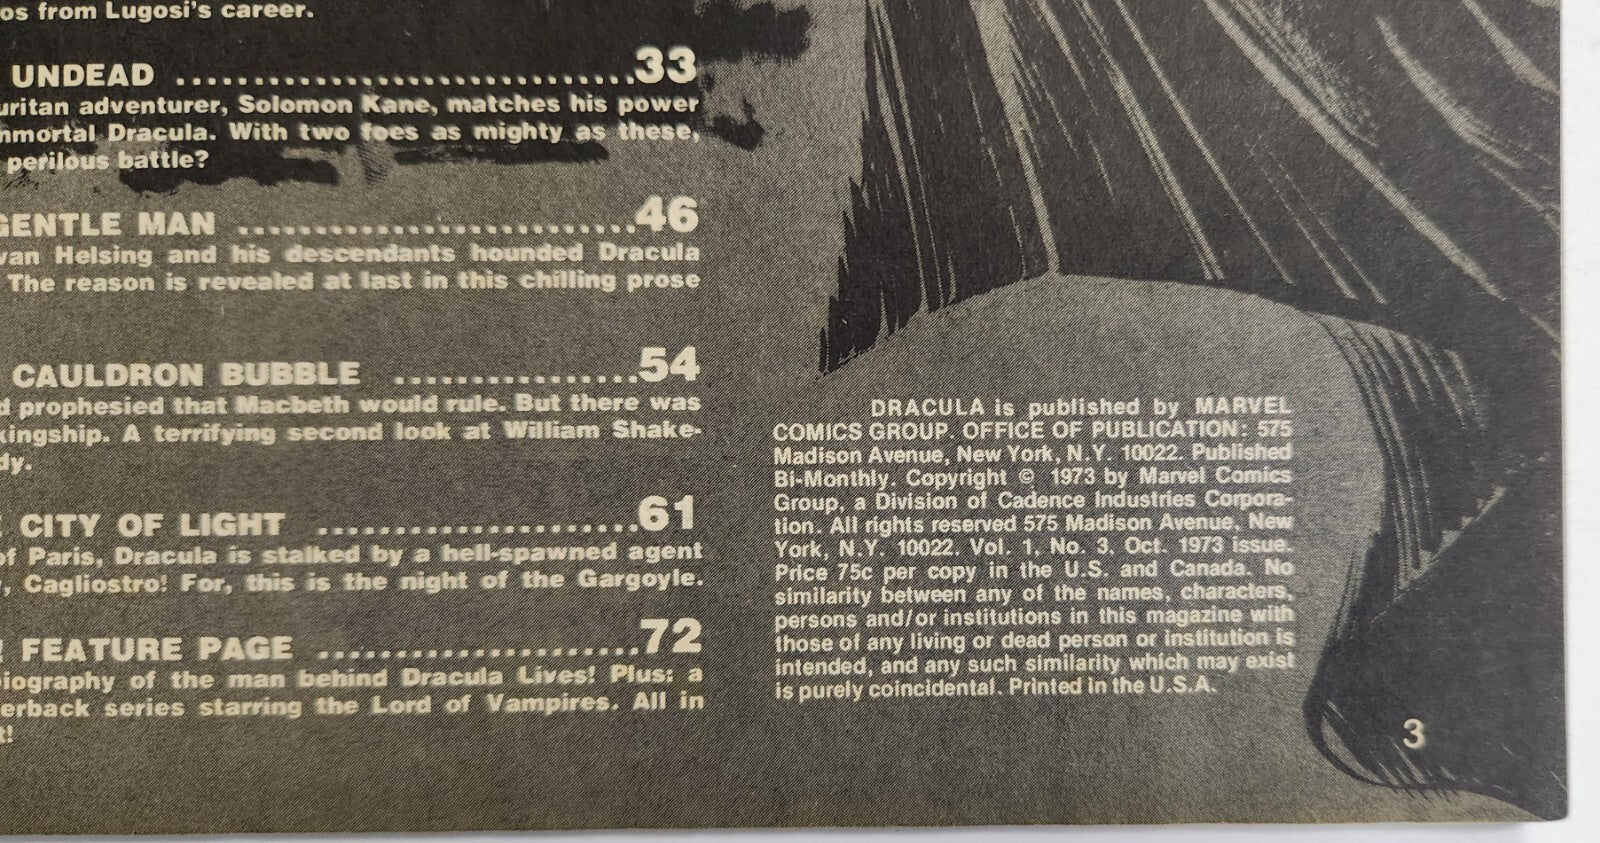 os from Lugosi's career.
UNDEAD ..............................33
uritan adventurer, Solomon Kane, matches his power
mmortal Dracula. With two foes as mighty as these,
perilous battle?
GENTLE MAN ..........................46
van Helsing and his descendants hounded Dracula
The reason is revealed at last in this chilling prose
CAULDRON BUBBLE ................54
d prophesied that Macbeth would rule. But there was
kingship. A terrifying second look at William Shake-
dy.
CITY OF LIGHT .....................61
of Paris, Dracula is stalked by a hell-spawned agent
, Cagliostro! For, this is the night of the Gargoyle.
! FEATURE PAGE .....................72
iography of the man behind Dracula Lives! Plus: a
erback series starring the Lord of Vampires. All in
t!
DRACULA is published by MARVEL
COMICS GROUP. OFFICE OF PUBLICATION: 575
Madison Avenue, New York, N.Y. 10022. Published
Bi-Monthly. Copyright © 1973 by Marvel Comics
Group, a Division of Cadence Industries Corpora-
tion. All rights reserved 575 Madison Avenue, New
York, N.Y. 10022. Vol. 1, No. 3, Oct. 1973 issue.
Price 75c per copy in the U.S. and Canada. No
similarity between any of the names, characters,
persons and/or institutions in this magazine with
those of any living or dead person or institution is
intended, and any such similarity which may exist
is purely coincidental. Printed in the U.S.A.
3